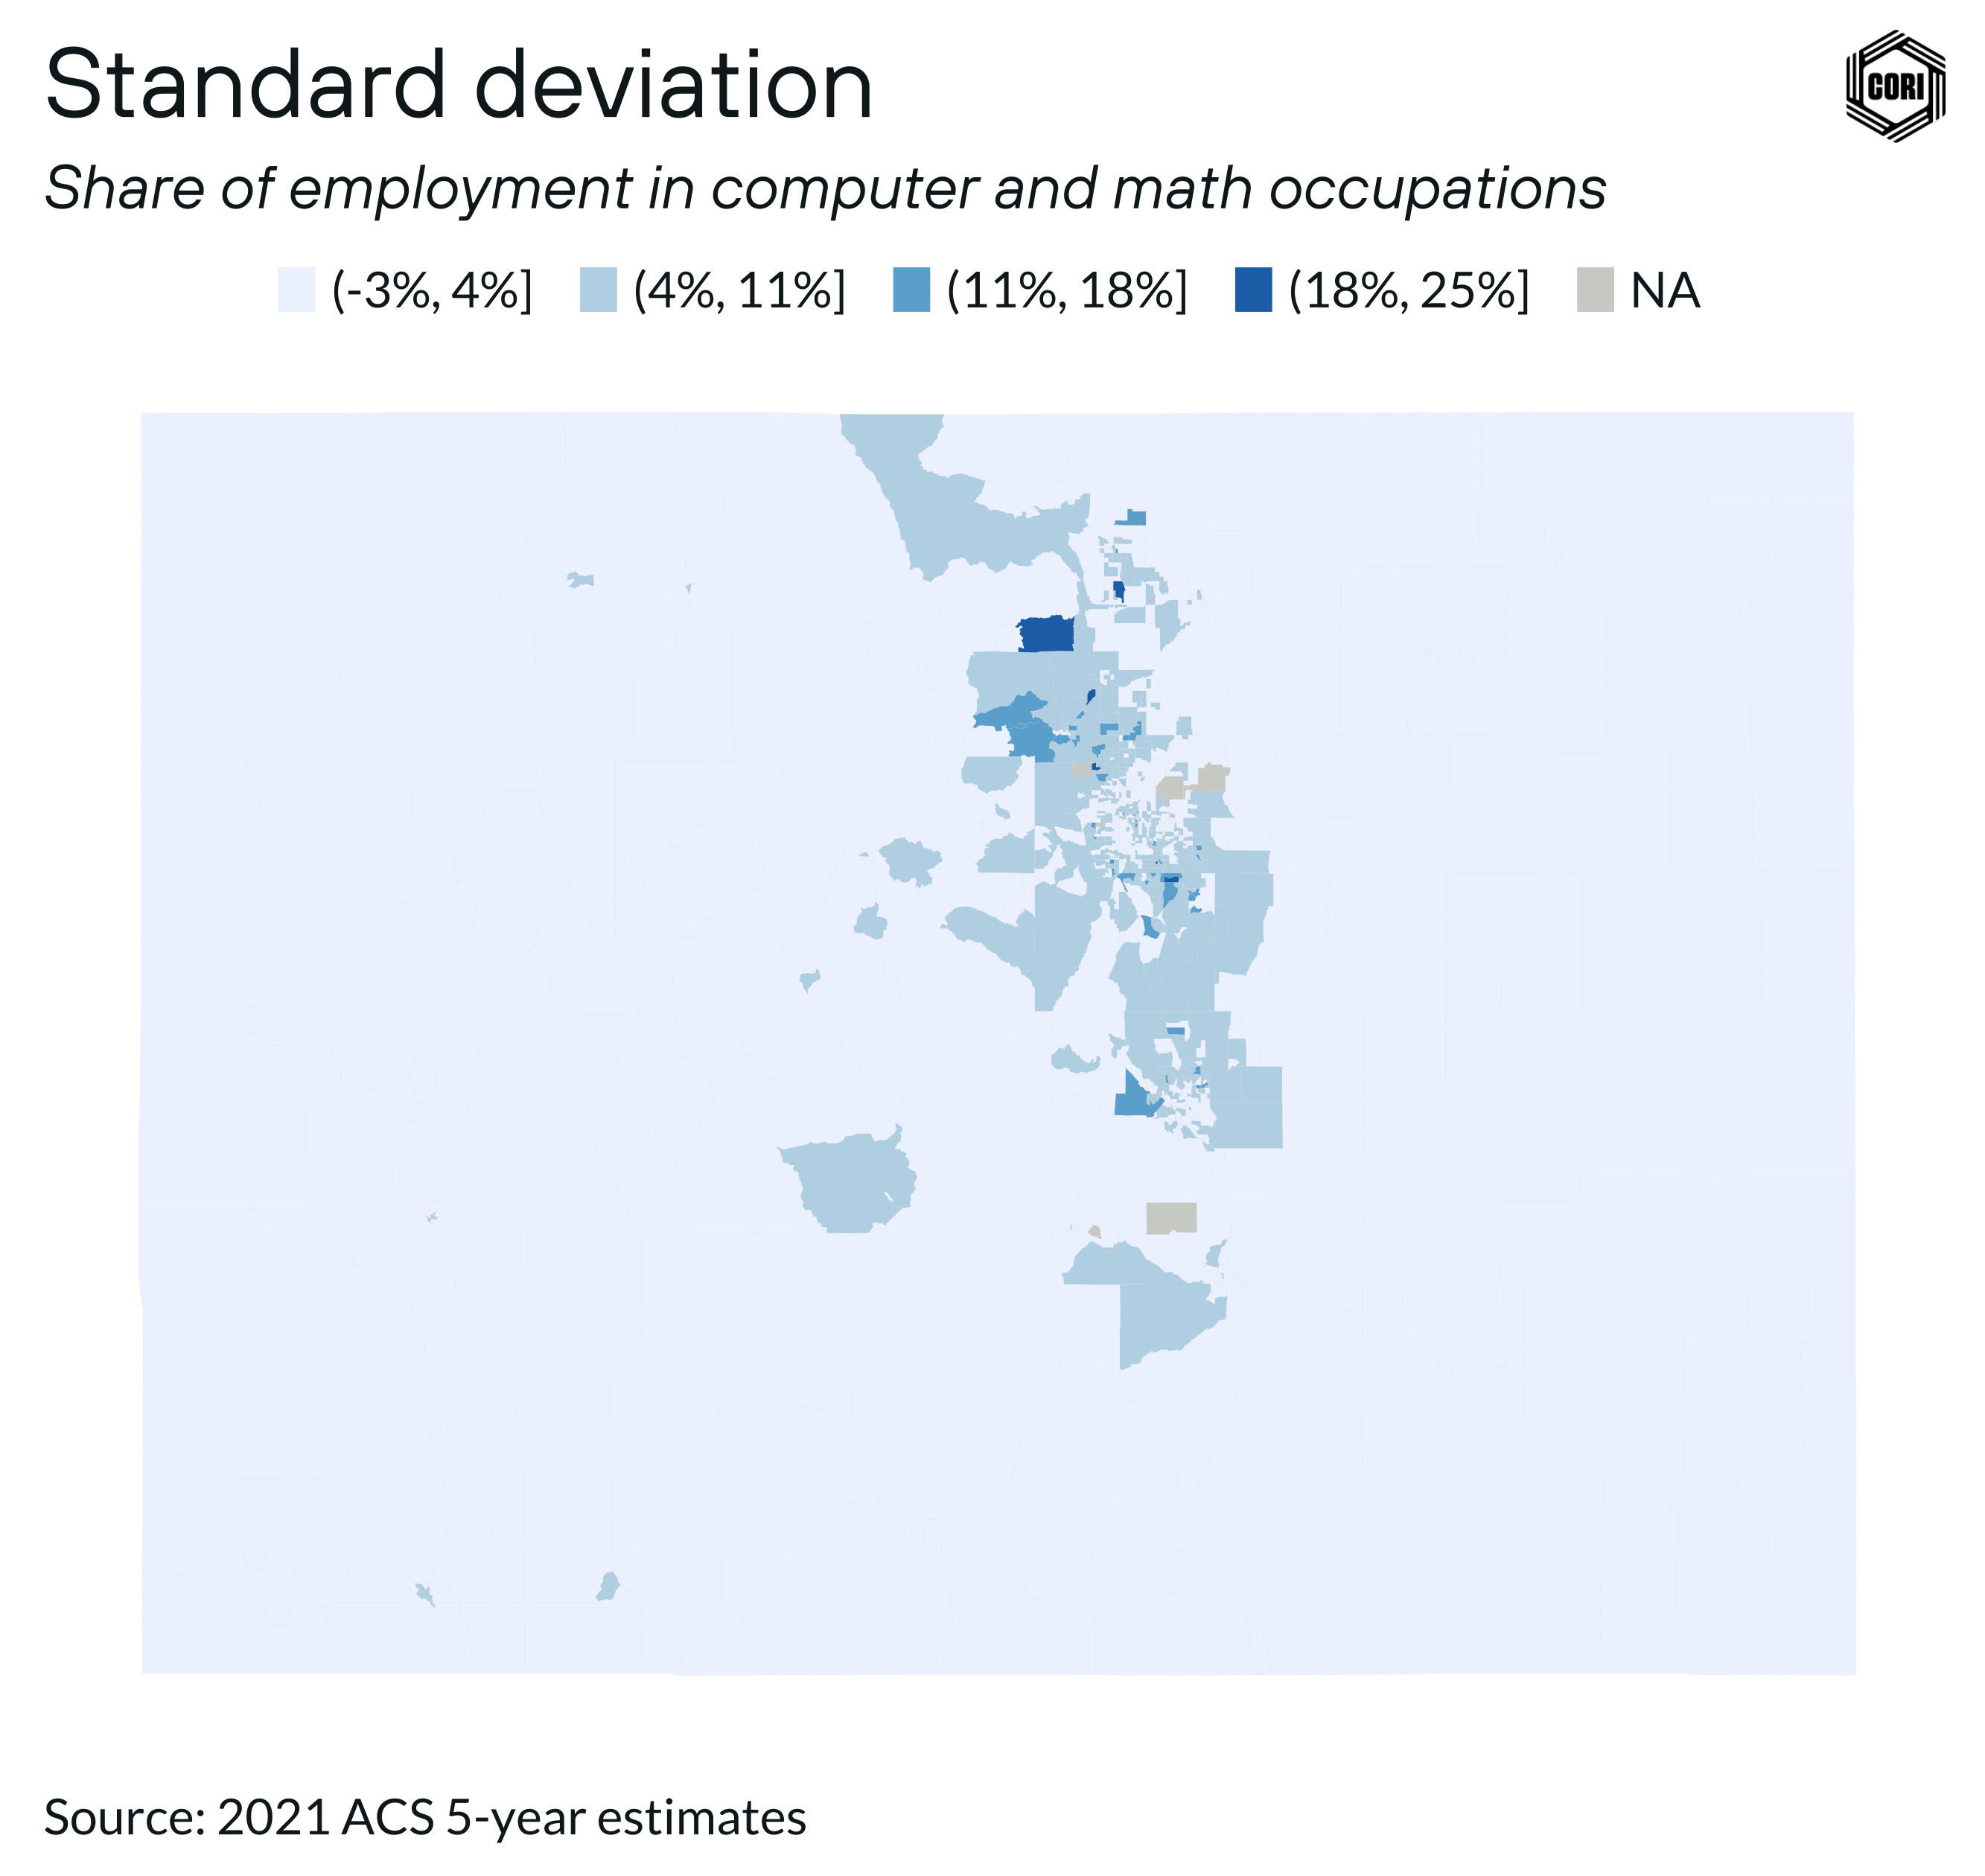 Standard deviation
CORI
Share of employment in computer and math occupations
(-3%, 4%] (4%, 11%] (11%, 18%] (18%, 25%] NA
Source: 2021 ACS 5-year estimates